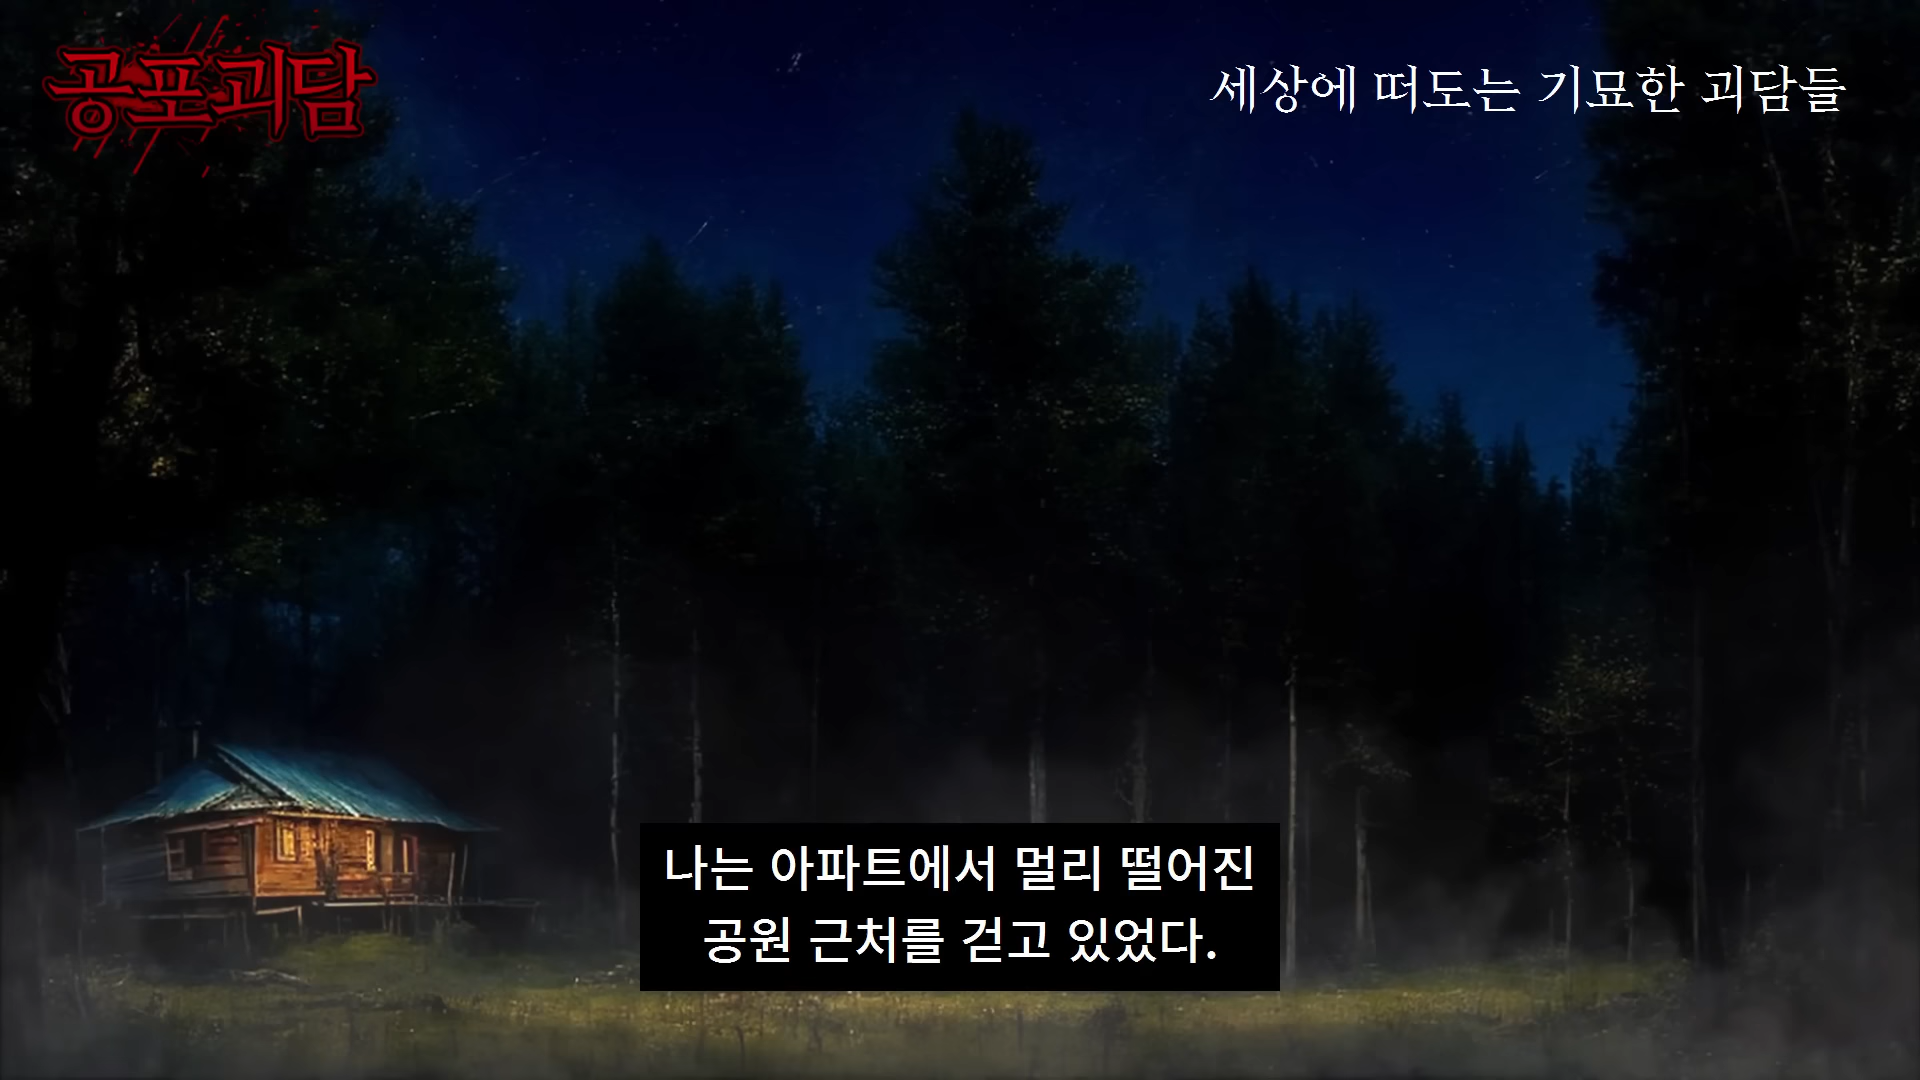 공포괴담
세상에 떠도는 기묘한 괴담들
나는 아파트에서 멀리 떨어진
공원 근처를 걷고 있었다.